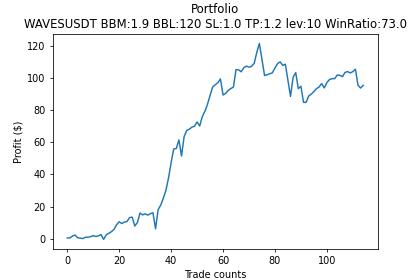 Portfolio
WAVESUSDT BBM:1.9 BBL:120 SL:1.0 TP:1.2 lev:10 WinRatio:73.0
120
100
80
60
40
20
0
Profit ($)
0 20 40 60 80 100
Trade counts